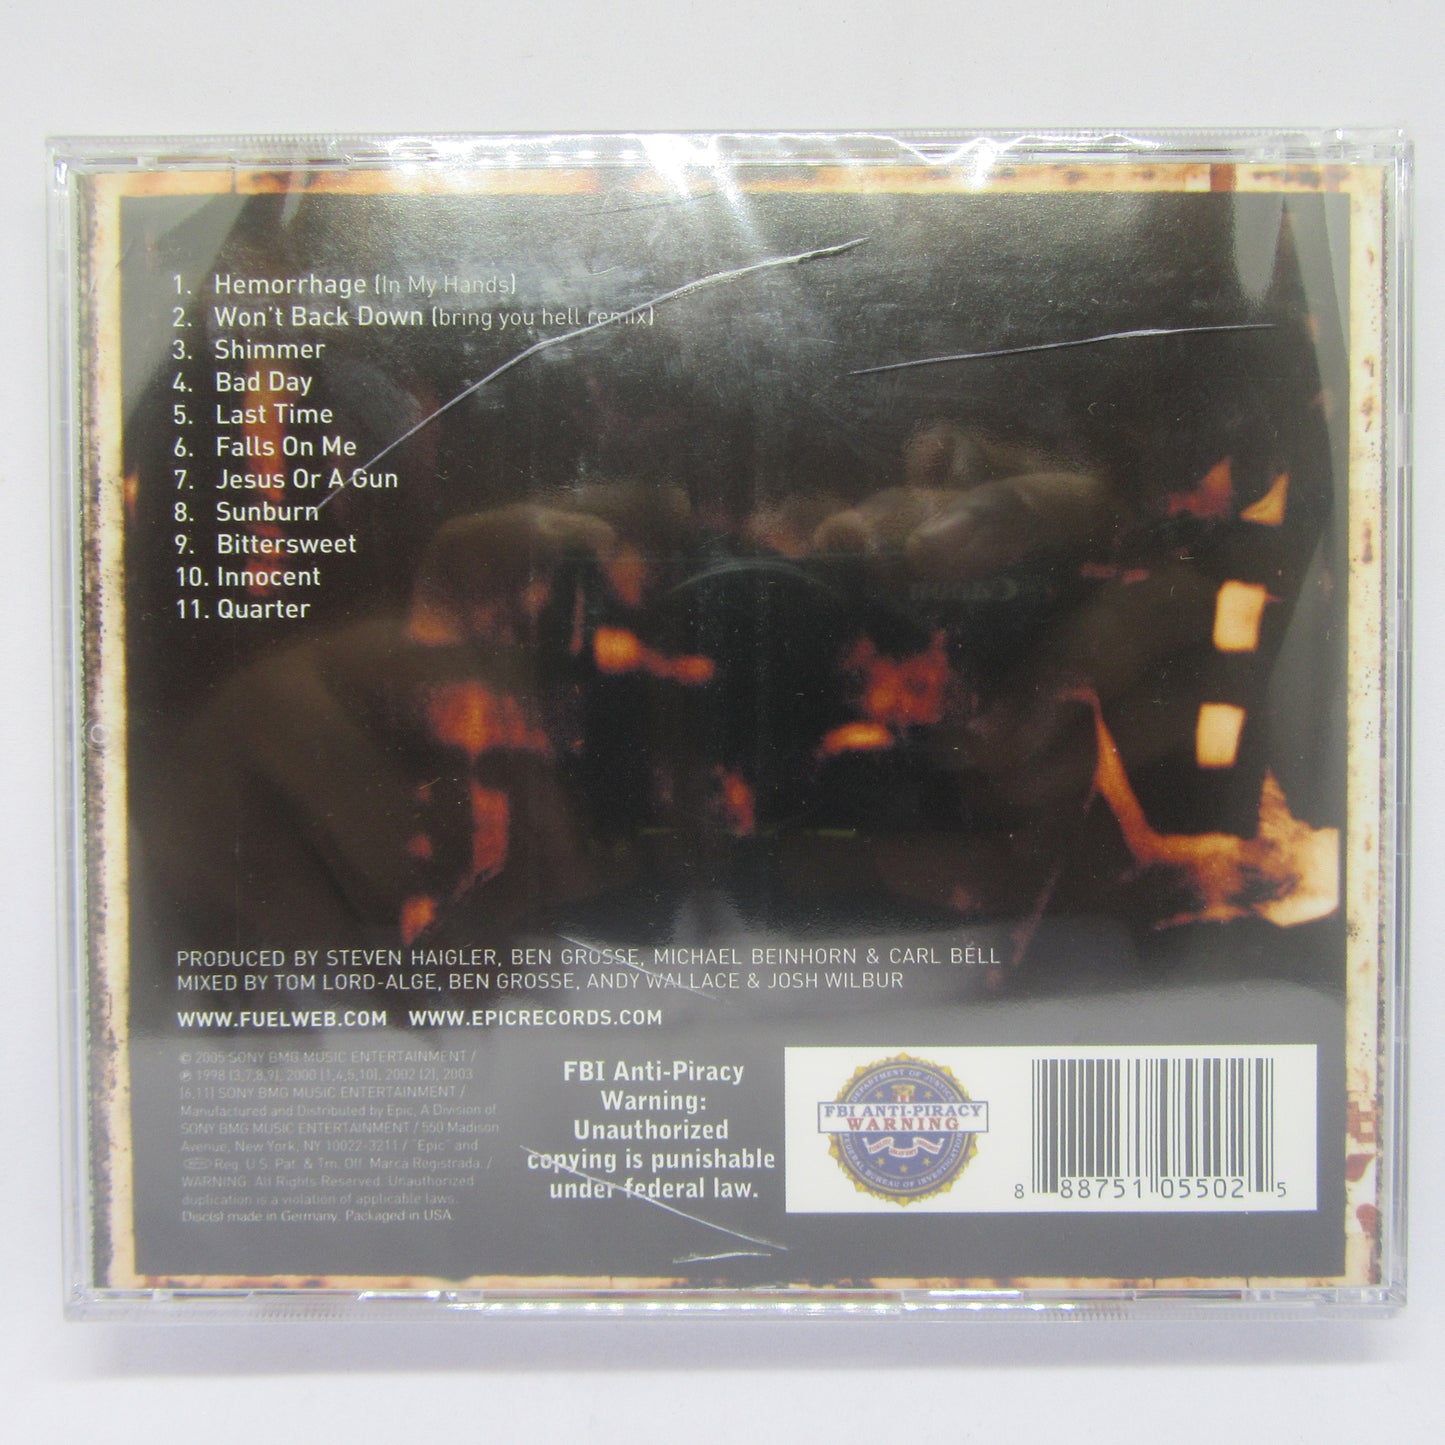 1. Hemorrhage (In My Hands)
2. Won't Back Down (bring you hell remix)
3. Shimmer
4. Bad Day
5. Last Time
6. Falls On Me
7. Jesus Or A Gun
8. Sunburn
9. Bittersweet
10. Innocent
11. Quarter
PRODUCED BY STEVEN HAIGLER, BEN GROSSE, MICHAEL BEINHORN & CARL BELL
MIXED BY TOM LORD-ALGE, BEN GROSSE, ANDY WALLACE & JOSH WILBUR
WWW.FUELWEB.COM WWW.EPICRECORDS.COM
© 2005 SONY BMG MUSIC ENTERTAINMENT /
℗ 1998 (3,7,8,9), 2000 (1,4,5,10), 2002 (2), 2003
(6,11) SONY BMG MUSIC ENTERTAINMENT /
Manufactured and Distributed by Epic, A Division of
SONY BMG MUSIC ENTERTAINMENT / 550 Madison
Avenue, New York, NY 10022-3211 / "Epic" and
Reg. U.S. Pat. & Tm. Off. Marca Registrada. /
WARNING: All Rights Reserved. Unauthorized
duplication is a violation of applicable laws.
Disc(s) made in Germany. Packaged in USA.
FBI Anti-Piracy
Warning:
Unauthorized
copying is punishable
under federal law.
DEPARTMENT OF JUSTICE
FBI ANTI-PIRACY
WARNING
FEDERAL BUREAU OF INVESTIGATION
8 88751 05502 5
Canon